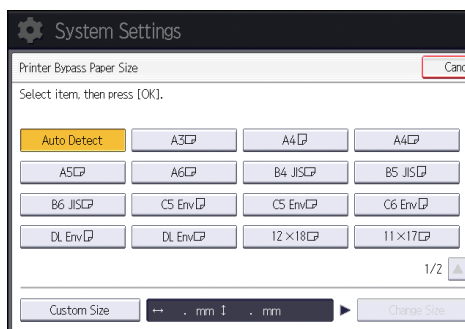 System Settings
Printer Bypass Paper Size Canc
Select item, then press [OK].
Auto Detect A3 A4 A4
A5 A6 B4 JIS B5 JIS
B6 JIS C5 Env C5 Env C6 Env
DL Env DL Env 12×18 11×17
1/2
Custom Size ↔ . mm ↕ . mm ▶ Change Size